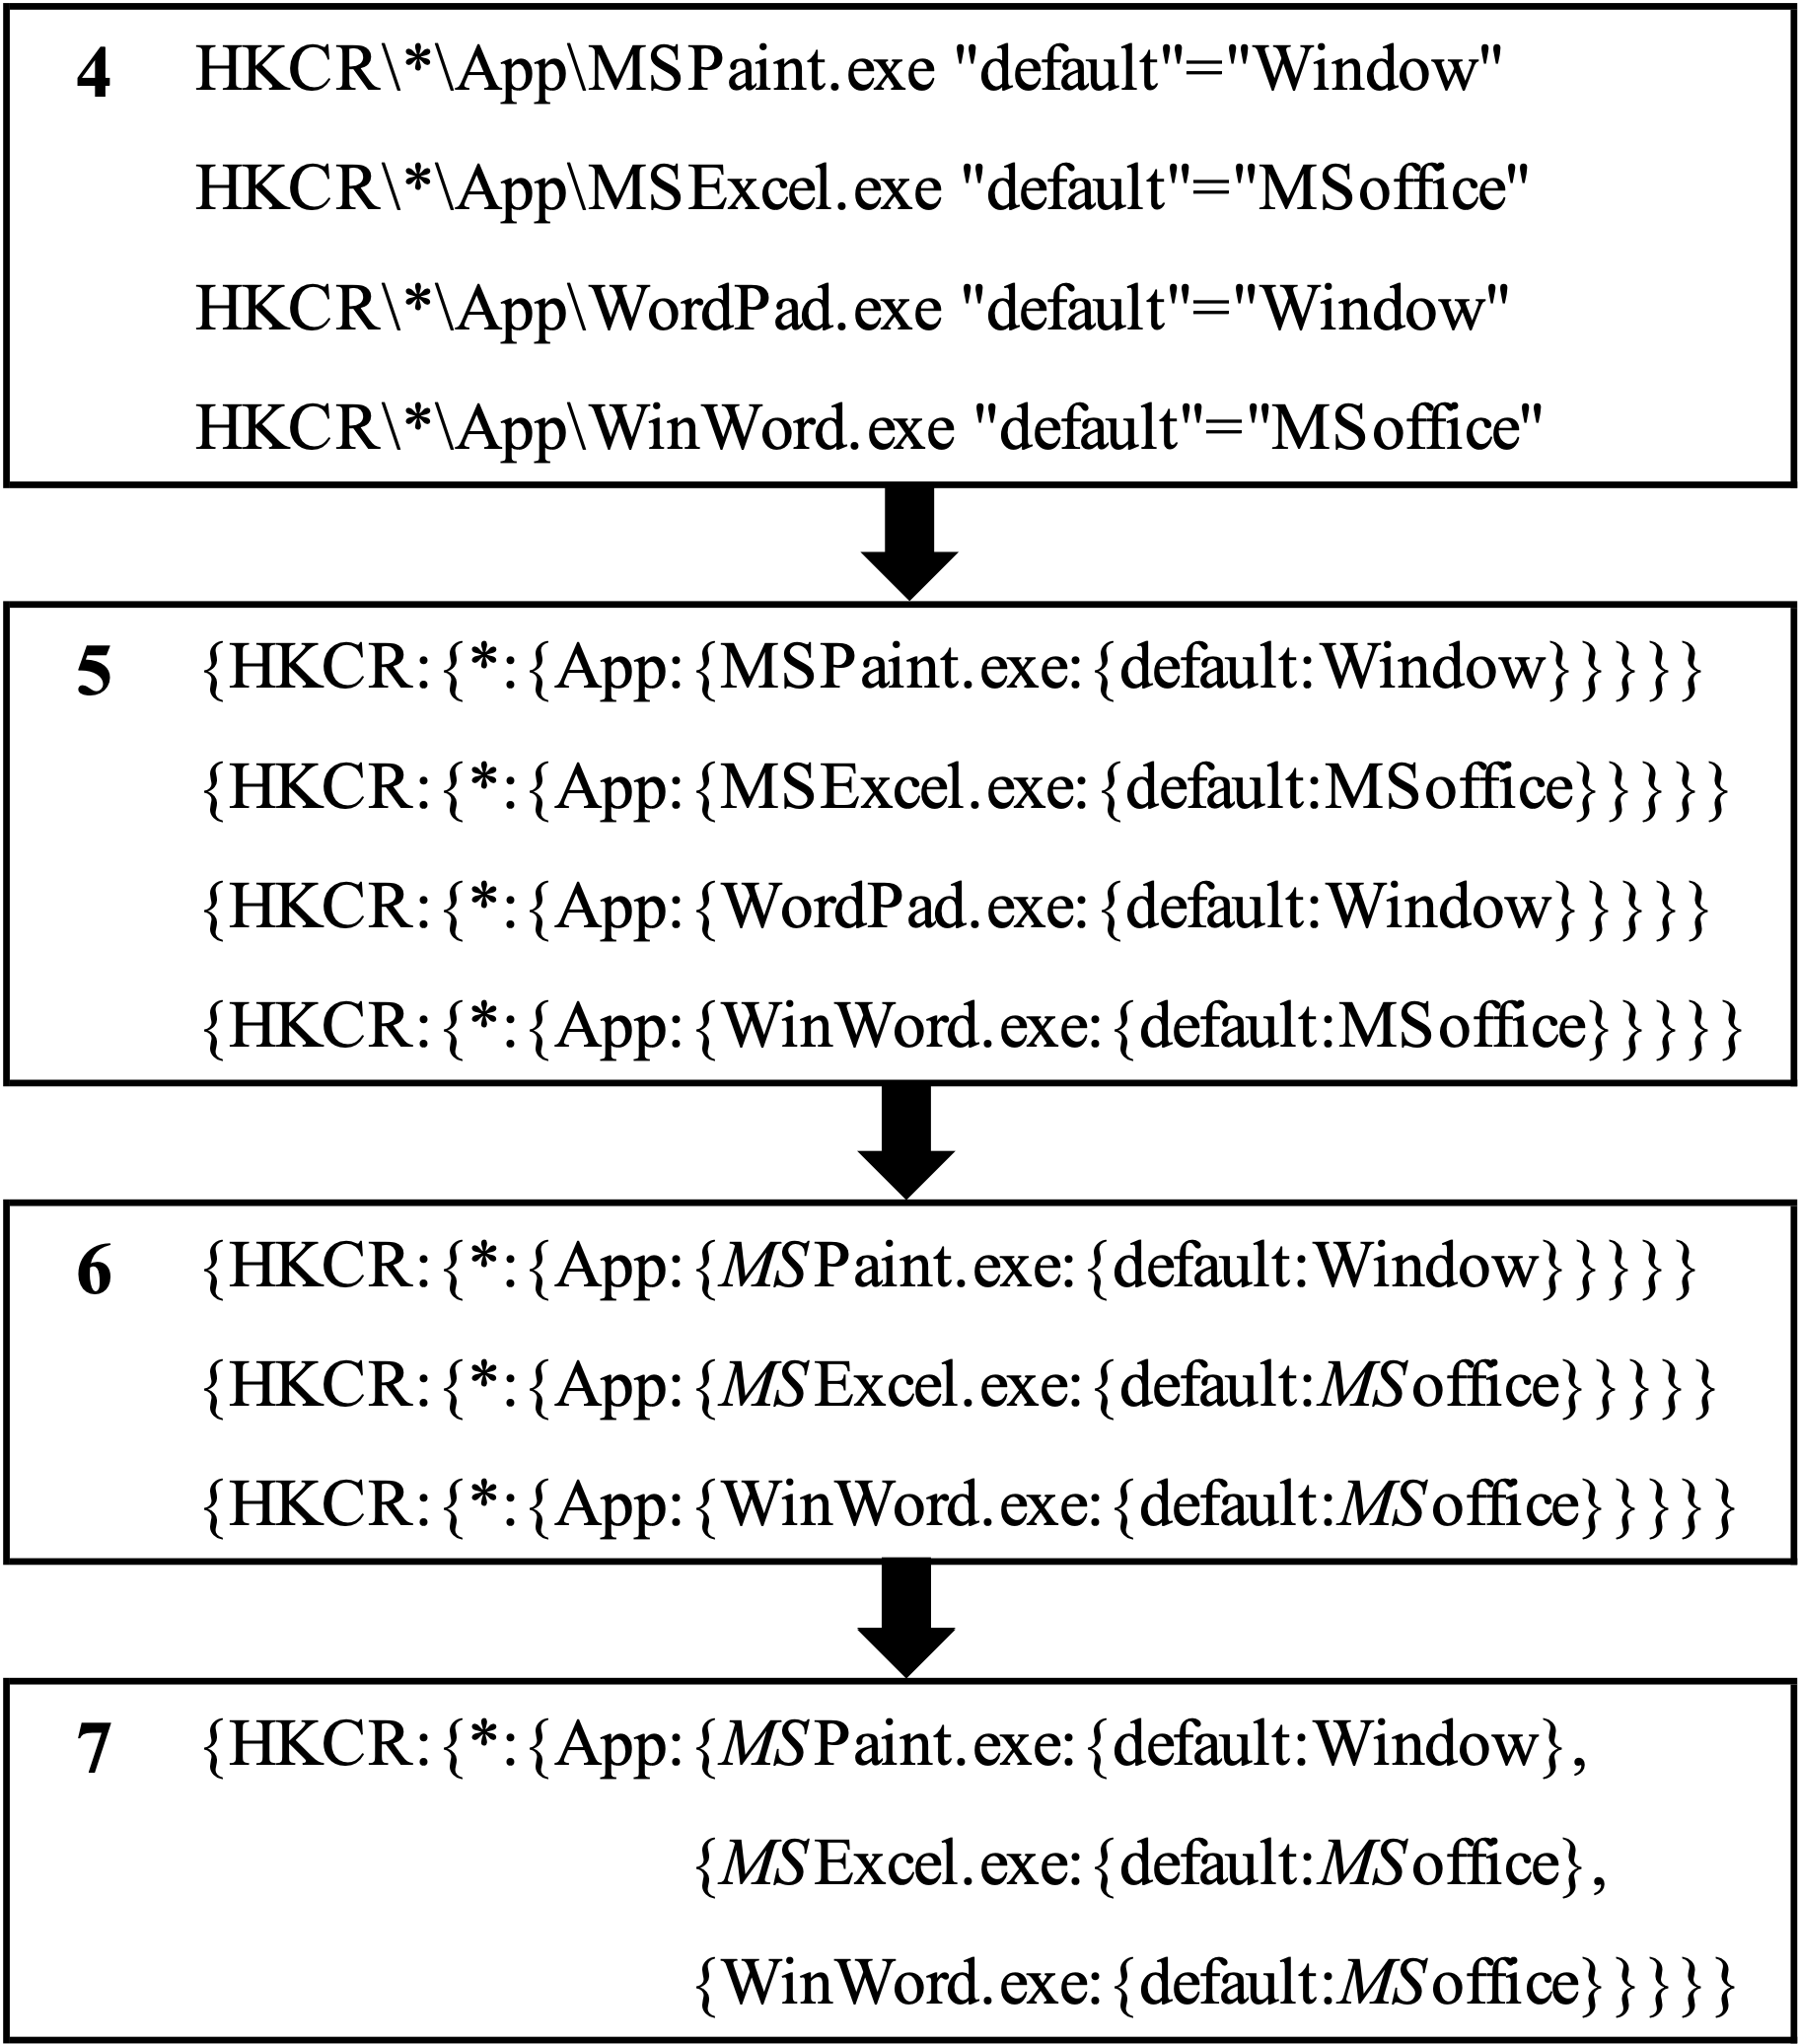 4 HKCR\*\App\MSPaint.exe "default"="Window"
HKCR\*\App\MSExcel.exe "default"="MSoffice"
HKCR\*\App\WordPad.exe "default"="Window"
HKCR\*\App\WinWord.exe "default"="MSoffice"
5 {HKCR:{*:{App:{MSPaint.exe:{default:Window}}}}}
{HKCR:{*:{App:{MSExcel.exe:{default:MSoffice}}}}}
{HKCR:{*:{App:{WordPad.exe:{default:Window}}}}}
{HKCR:{*:{App:{WinWord.exe:{default:MSoffice}}}}}
6 {HKCR:{*:{App:{MSPaint.exe:{default:Window}}}}}
{HKCR:{*:{App:{MSExcel.exe:{default:MSoffice}}}}}
{HKCR:{*:{App:{WinWord.exe:{default:MSoffice}}}}}
7 {HKCR:{*:{App:{MSPaint.exe:{default:Window},
{MSExcel.exe:{default:MSoffice},
{WinWord.exe:{default:MSoffice}}}}}